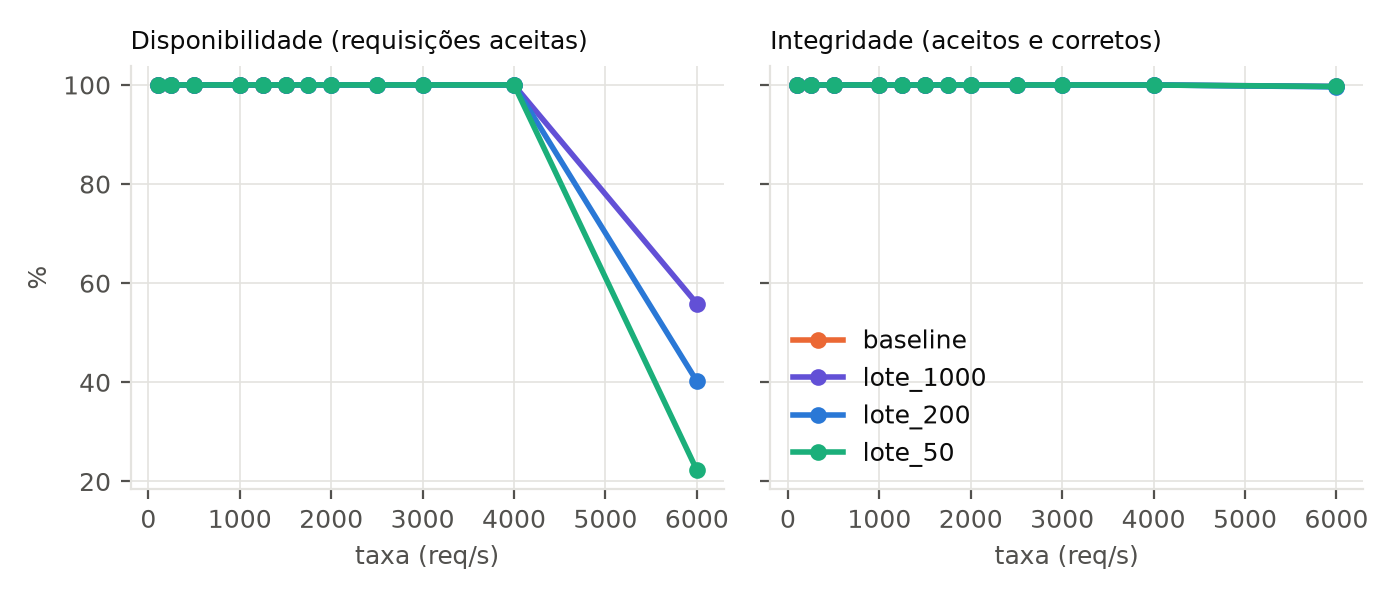 Disponibilidade (requisições aceitas)
100
80
60
40
20
%
0 1000 2000 3000 4000 5000 6000
taxa (req/s)
Integridade (aceitos e corretos)
baseline
lote_1000
lote_200
lote_50
0 1000 2000 3000 4000 5000 6000
taxa (req/s)